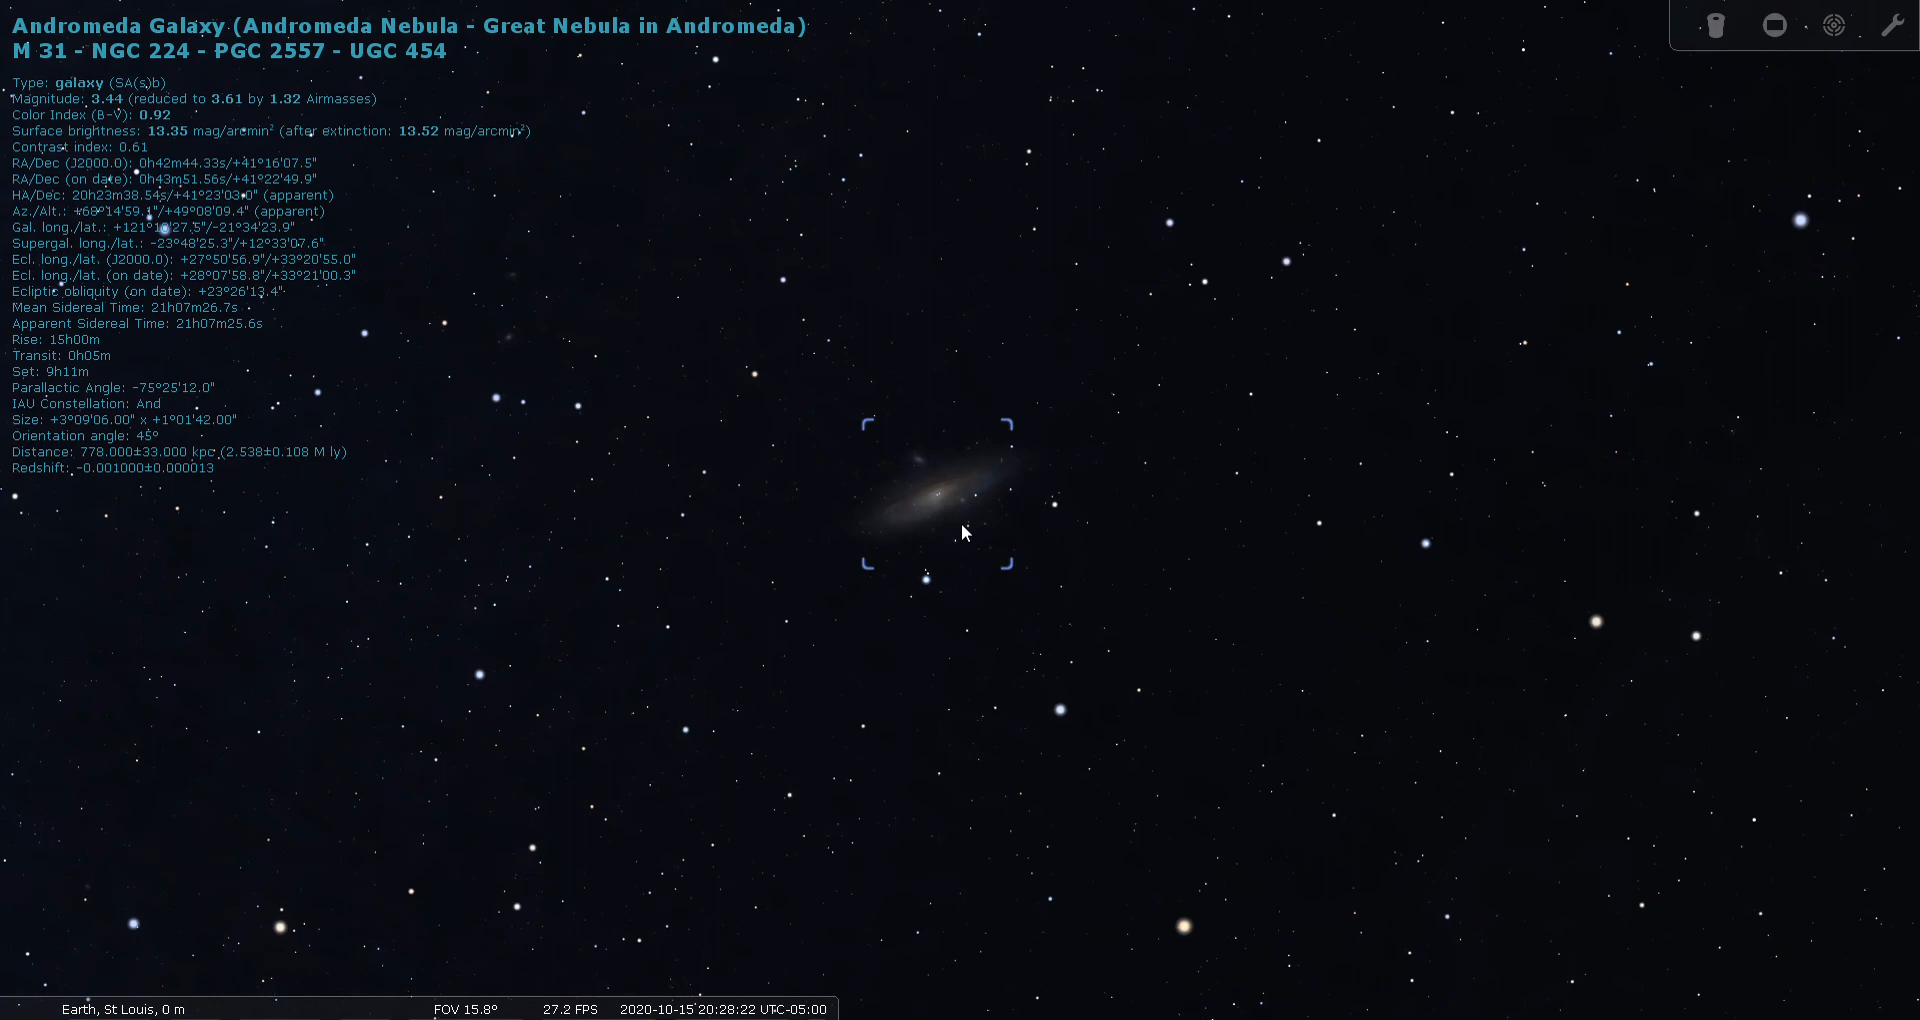 Andromeda Galaxy (Andromeda Nebula - Great Nebula in Andromeda)
M 31 - NGC 224 - PGC 2557 - UGC 454
Type: galaxy (SA(s)b)
Magnitude: 3.44 (reduced to 3.61 by 1.32 Airmasses)
Color Index (B-V): 0.92
Surface brightness: 13.35 mag/arcmin² (after extinction: 13.52 mag/arcmin²)
Contrast index: 0.61
RA/Dec (J2000.0): 0h42m44.33s/+41°16'07.5"
RA/Dec (on date): 0h43m51.56s/+41°22'49.9"
HA/Dec: 20h23m38.54s/+41°23'03.0" (apparent)
Az./Alt.: +68°14'59.1"/+49°08'09.4" (apparent)
Gal. long./lat.: /-21°34'23.9"
Supergal. long./lat.: -23°48'25.3"/+12°33'07.6"
Ecl. long./lat. (J2000.0): +27°50'56.9"/+33°20'55.0"
Ecl. long./lat. (on date): +28°07'58.8"/+33°21'00.3"
Ecliptic obliquity (on date): +23°26'13.4"
Mean Sidereal Time: 21h07m26.7s
Apparent Sidereal Time: 21h07m25.6s
Rise: 15h00m
Transit: 0h05m
Set: 9h11m
Parallactic Angle: -75°25'12.0"
IAU Constellation: And
Size: +3°09'06.00" x +1°01'42.00"
Orientation angle: 45°
Distance: 778.000±33.000 kpc (2.538±0.108 M ly)
Redshift: -0.001000±0.000013
Earth, St Louis, 0 m FOV 15.8° 27.2 FPS 2020-10-15 20:28:22 UTC-05:00